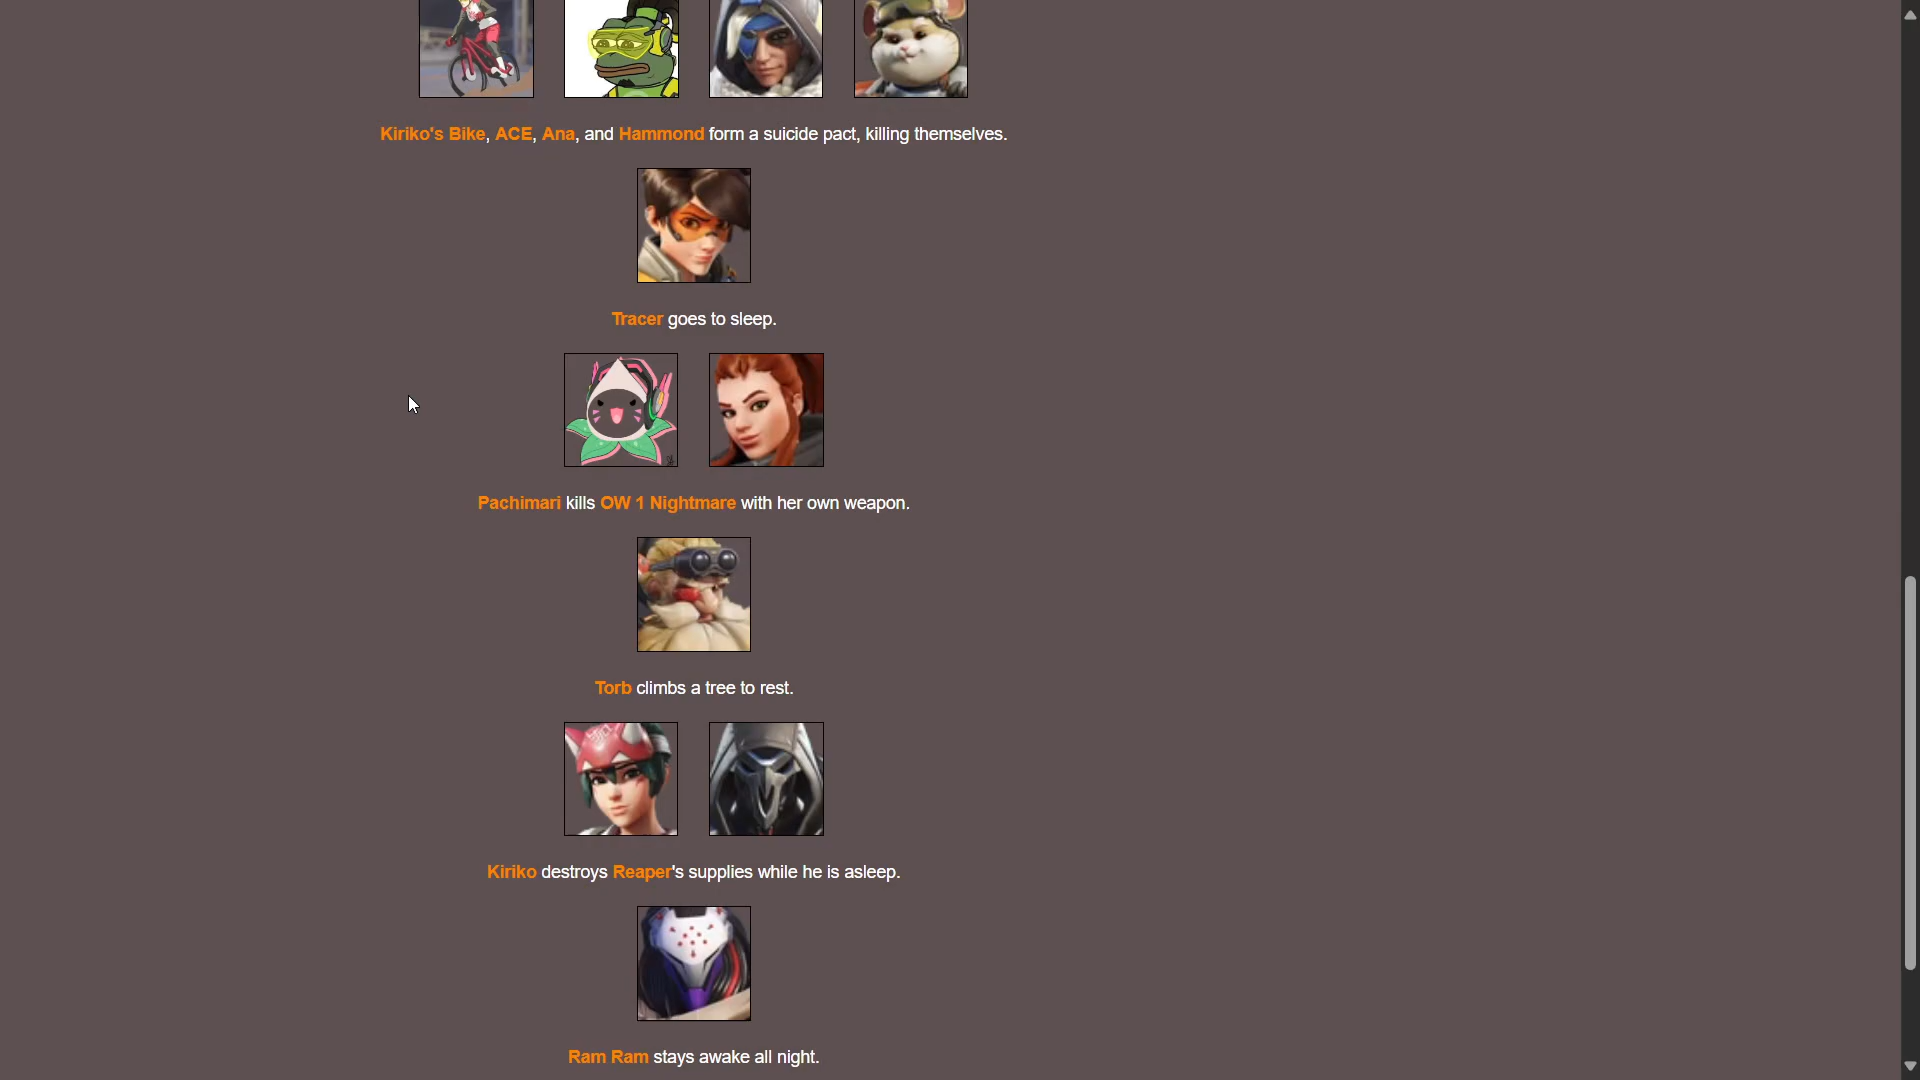 Kiriko's Bike, ACE, Ana, and Hammond form a suicide pact, killing themselves.
Tracer goes to sleep.
Pachimari kills OW 1 Nightmare with her own weapon.
Torb climbs a tree to rest.
Kiriko destroys Reaper's supplies while he is asleep.
Ram Ram stays awake all night.